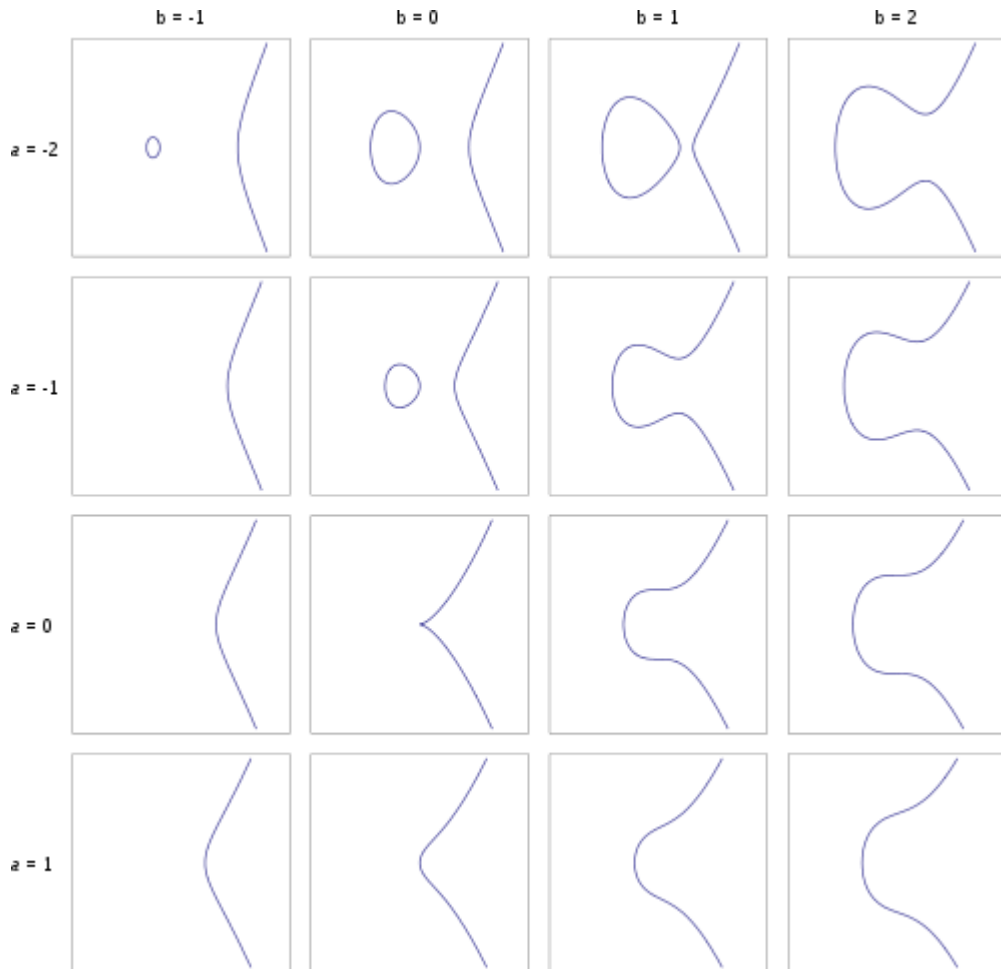 b = -1 b = 0 b = 1 b = 2
a = -2
a = -1
a = 0
a = 1